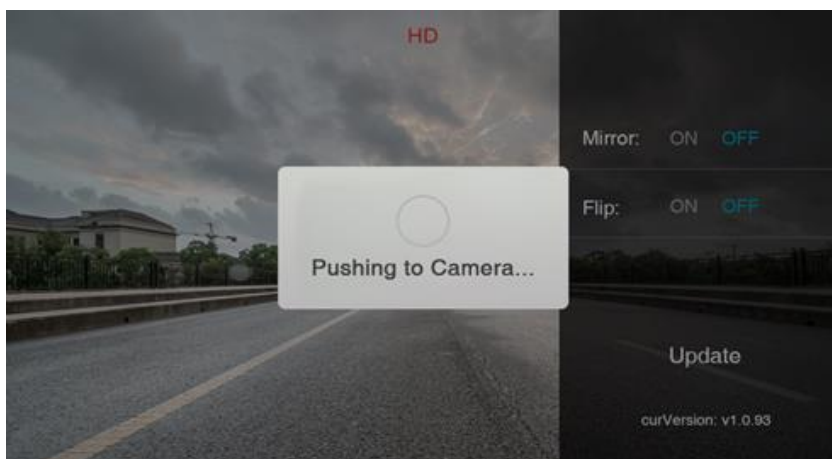 HD
Mirror: ON OFF
Flip: ON OFF
Pushing to Camera...
Update
curVersion: v1.0.93